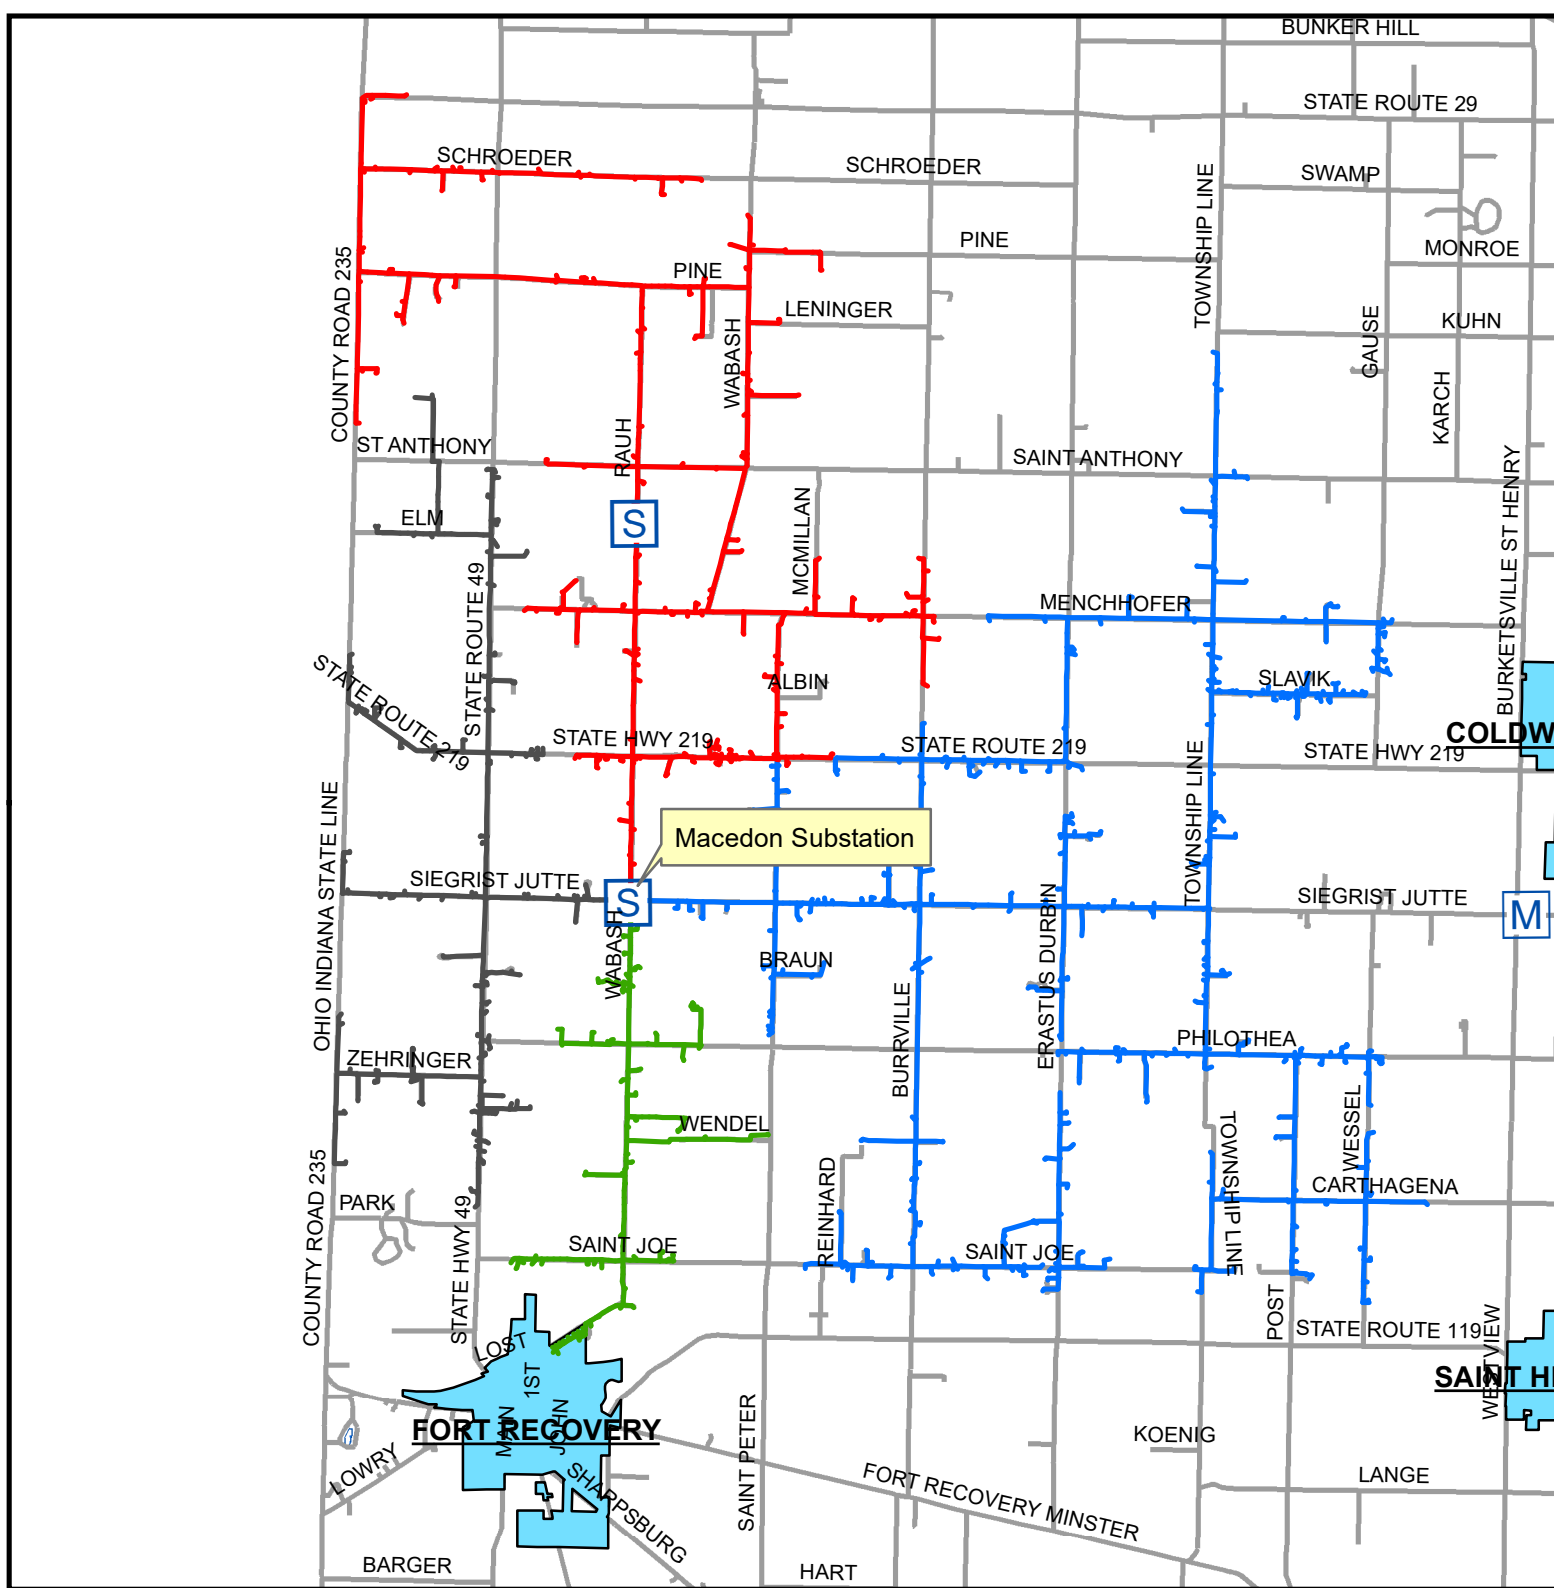 BUNKER HILL
STATE ROUTE 29
SCHROEDER
SCHROEDER
SWAMP
TOWNSHIP LINE
PINE
MONROE
COUNTY ROAD 235
PINE
LENINGER
WABASH
GAUSE
KUHN
KARCH
RAUH
ST ANTHONY
SAINT ANTHONY
BURKETSVILLE ST HENRY
S
ELM
MCMILLAN
STATE ROUTE 49
MENCHHOFER
STATE ROUTE 219
ALBIN
SLAVIK
COLDW
STATE HWY 219
STATE ROUTE 219
STATE HWY 219
TOWNSHIP LINE
OHIO INDIANA STATE LINE
Macedon Substation
SIEGRIST JUTTE
S
SIEGRIST JUTTE
M
WABASH
BRAUN
ERASTUS DURBIN
BURRVILLE
PHILOTHEA
ZEHRINGER
WENDEL
WESSEL
TOWNSHIP LINE
COUNTY ROAD 235
PARK
REINHARD
CARTHAGENA
STATE HWY 49
SAINT JOE
SAINT JOE
POST
STATE ROUTE 119
LOST
1ST
WESTVIEW
SAINT HE
MAIN
JOHN
FORT RECOVERY
SAINT PETER
KOENIG
LOWRY
SHARPSBURG
FORT RECOVERY MINSTER
LANGE
BARGER
HART